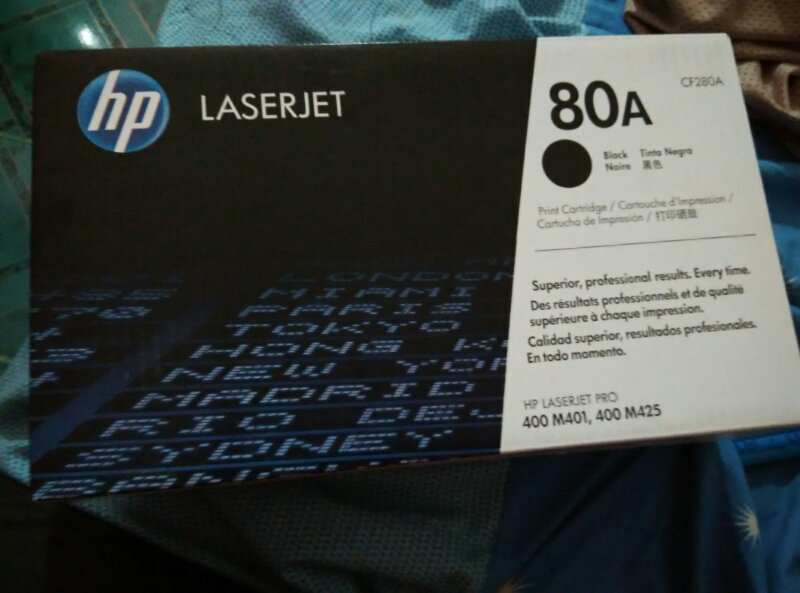 hp
LASERJET
80A
CF280A
Black Tinta Negra
Noire 黑色
Print Cartridge / Cartouche d'impression /
Cartucho de Impresion / 打印硒鼓
Superior, professional results. Every time.
Des résultats professionnels et de qualité
supérieure à chaque impression.
Calidad superior, resultados profesionales.
En todo momento.
HP LASERJET PRO
400 M401, 400 M425
LONDON
MIAMI
PARIS
TOKYO
HONG K
NEW YOR
MADRID
RIO DE
SYDNEY